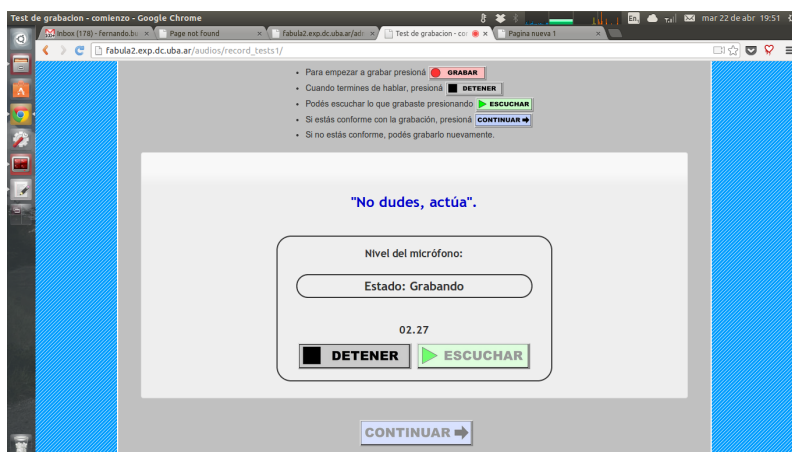 Test de grabacion - comienzo - Google Chrome
En
mar 22 de abr 19:51
Inbox (178) - fernando.bu
Page not found
fabula2.exp.dc.uba.ar/adm
Test de grabacion - co
Pagina nueva 1
fabula2.exp.dc.uba.ar/audios/record_tests1/
Para empezar a grabar presioná GRABAR
Cuando termines de hablar, presioná DETENER
Podés escuchar lo que grabaste presionando ESCUCHAR
Si estás conforme con la grabación, presioná CONTINUAR
Si no estás conforme, podés grabarlo nuevamente.
"No dudes, actúa".
Nivel del micrófono:
Estado: Grabando
02.27
DETENER ESCUCHAR
CONTINUAR